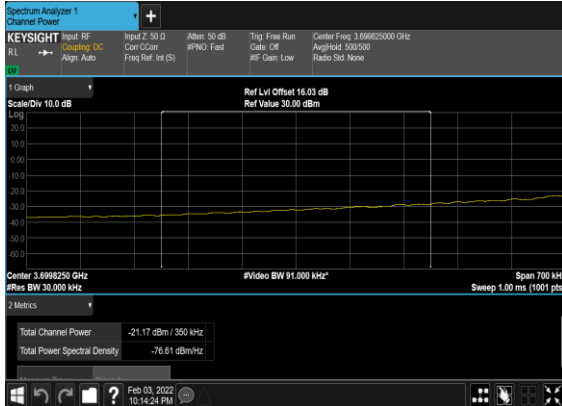 Spectrum Analyzer 1
Channel Power
+
KEYSIGHT Input: RF Input Z: 50 Ω Atten: 50 dB Trig: Free Run Center Freq: 3.699825000 GHz
RL Coupling: DC Corr CCorr #PNO: Fast Gate: Off Avg|Hold: 500/500
Align: Auto Freq Ref: Int (S) #IF Gain: Low Radio Std: None
1 Graph
Ref Lvl Offset 16.03 dB
Scale/Div 10.0 dB Ref Value 30.00 dBm
Log
20.0
10.0
0.00
-10.0
-20.0
-30.0
-40.0
-50.0
-60.0
Center 3.6998250 GHz #Video BW 91.000 kHz* Span 700 kH
#Res BW 30.000 kHz Sweep 1.00 ms (1001 pts
2 Metrics
Total Channel Power -21.17 dBm / 350 kHz
Total Power Spectral Density -76.61 dBm/Hz
? Feb 03, 2022
10:14:24 PM